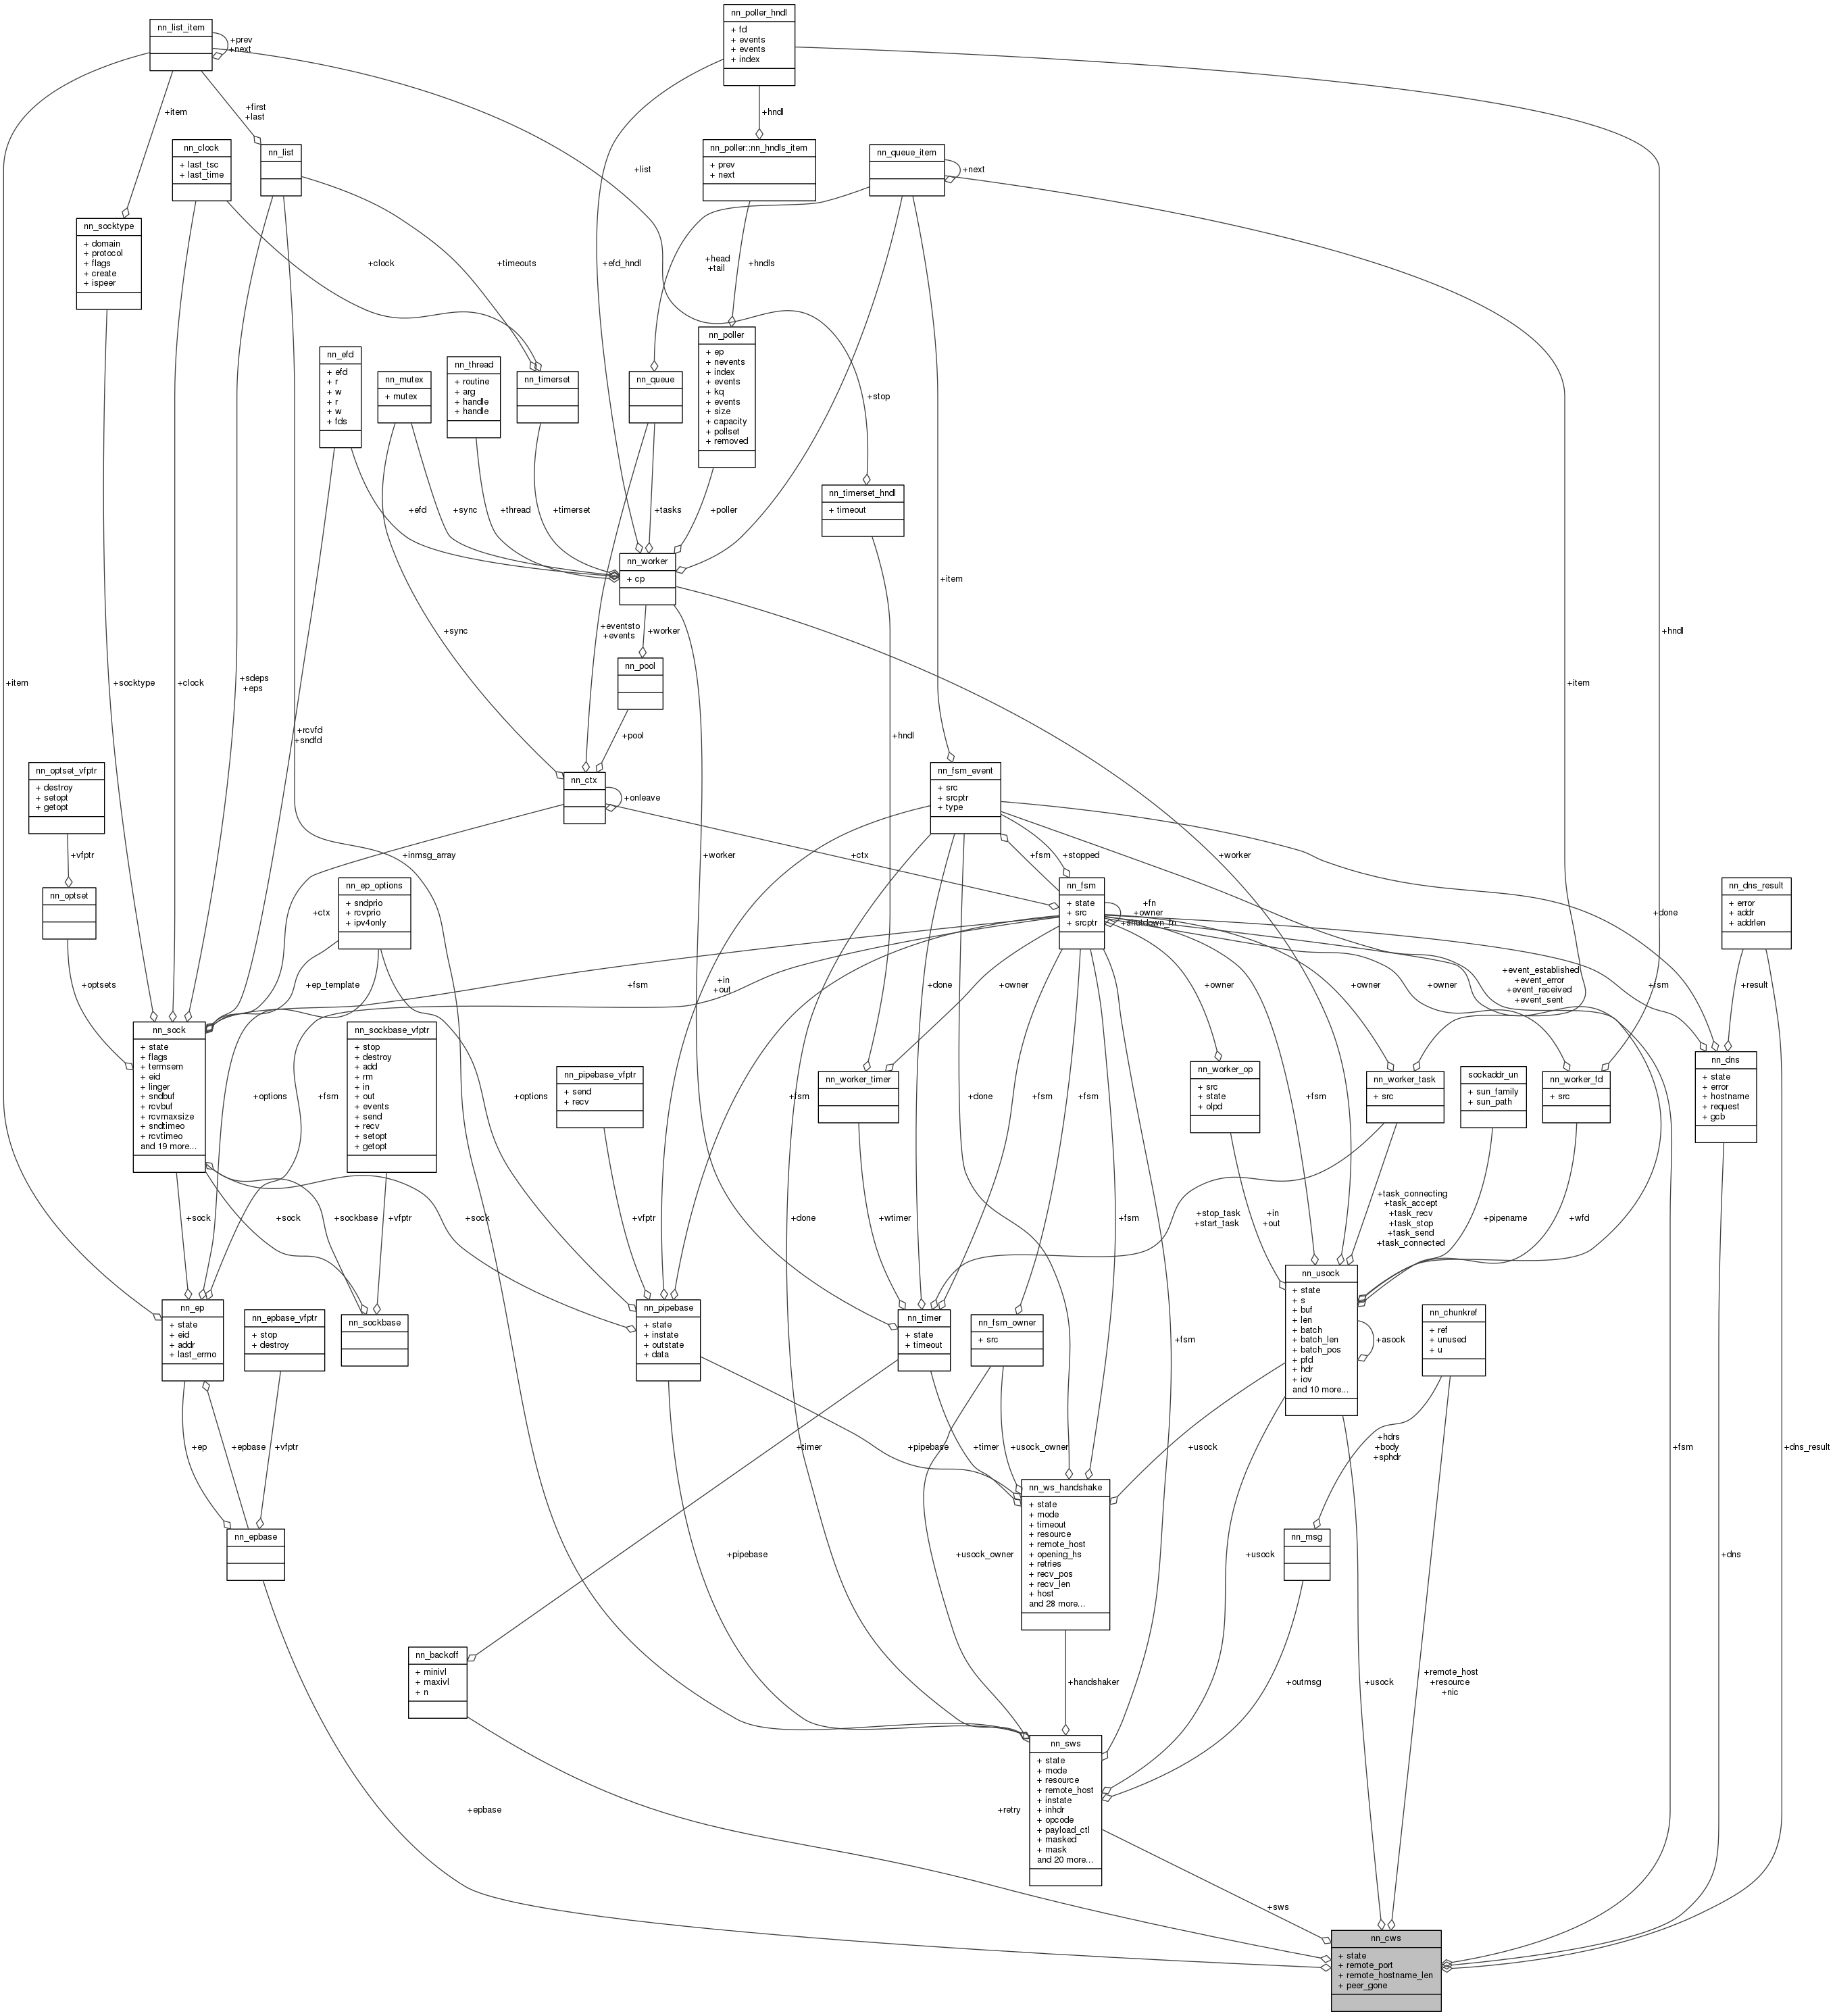 nn_poller_hndl
+ fd
+ events
+ events
+ index
nn_list_item
+prev
+next
+first
+last
+item
+hndl
nn_clock
+ last_tsc
+ last_time
nn_list
nn_poller::nn_hndls_item
+ prev
+ next
nn_queue_item
+next
+list
nn_socktype
+ domain
+ protocol
+ flags
+ create
+ ispeer
+clock
+timeouts
+efd_hndl
+head
+tail
+hndls
nn_efd
+ efd
+ r
+ w
+ r
+ w
+ fds
nn_mutex
+ mutex
nn_thread
+ routine
+ arg
+ handle
+ handle
nn_timerset
nn_queue
nn_poller
+ ep
+ nevents
+ index
+ events
+ kq
+ events
+ size
+ capacity
+ pollset
+ removed
+stop
nn_timerset_hndl
+ timeout
+efd
+sync
+thread
+timerset
+tasks
+poller
nn_worker
+ cp
+item
+sync
+eventsto
+events
+worker
+hndl
nn_pool
+item
+socktype
+clock
+sdeps
+eps
+item
+rcvfd
+sndfd
+pool
+hndl
nn_optset_vfptr
+ destroy
+ setopt
+ getopt
nn_ctx
+onleave
nn_fsm_event
+ src
+ srcptr
+ type
+vfptr
+inmsg_array
+worker
+ctx
+fsm
+stopped
+worker
nn_optset
nn_ep_options
+ sndprio
+ rcvprio
+ ipv4only
+ctx
nn_fsm
+ state
+ src
+ srcptr
+fn
+owner
+shutdown_fn
+done
nn_dns_result
+ error
+ addr
+ addrlen
+optsets
+ep_template
+fsm
+in
+out
+done
+owner
+owner
+owner
+owner
+event_established
+event_error
+event_received
+event_sent
+fsm
+result
nn_sock
+ state
+ flags
+ termsem
+ eid
+ linger
+ sndbuf
+ rcvbuf
+ rcvmaxsize
+ sndtimeo
+ rcvtimeo
and 19 more...
nn_sockbase_vfptr
+ stop
+ destroy
+ add
+ rm
+ in
+ out
+ events
+ send
+ recv
+ setopt
+ getopt
+options
+fsm
nn_pipebase_vfptr
+ send
+ recv
+options
+fsm
nn_worker_timer
+done
+fsm
+fsm
nn_worker_op
+ src
+ state
+ olpd
+fsm
nn_worker_task
+ src
sockaddr_un
+ sun_family
+ sun_path
nn_worker_fd
+ src
nn_dns
+ state
+ error
+ hostname
+ request
+ gcb
+sock
+sock
+sockbase
+vfptr
+sock
+vfptr
+done
+wtimer
+fsm
+stop_task
+start_task
+in
+out
+task_connecting
+task_accept
+task_recv
+task_stop
+task_send
+task_connected
+pipename
+wfd
nn_ep
+ state
+ eid
+ addr
+ last_errno
nn_epbase_vfptr
+ stop
+ destroy
nn_sockbase
nn_pipebase
+ state
+ instate
+ outstate
+ data
nn_timer
+ state
+ timeout
nn_fsm_owner
+ src
+fsm
nn_usock
+ state
+ s
+ buf
+ len
+ batch
+ batch_len
+ batch_pos
+ pfd
+ hdr
+ iov
and 10 more...
+asock
nn_chunkref
+ ref
+ unused
+ u
+ep
+epbase
+vfptr
+timer
+pipebase
+timer
+usock_owner
+usock
+hdrs
+body
+sphdr
+fsm
+dns_result
nn_ws_handshake
+ state
+ mode
+ timeout
+ resource
+ remote_host
+ opening_hs
+ retries
+ recv_pos
+ recv_len
+ host
and 28 more...
nn_epbase
nn_msg
+pipebase
+usock_owner
+usock
+dns
nn_backoff
+ minivl
+ maxivl
+ n
+handshaker
+outmsg
+usock
+remote_host
+resource
+nic
nn_sws
+ state
+ mode
+ resource
+ remote_host
+ instate
+ inhdr
+ opcode
+ payload_ctl
+ masked
+ mask
and 20 more...
+epbase
+retry
+sws
nn_cws
+ state
+ remote_port
+ remote_hostname_len
+ peer_gone